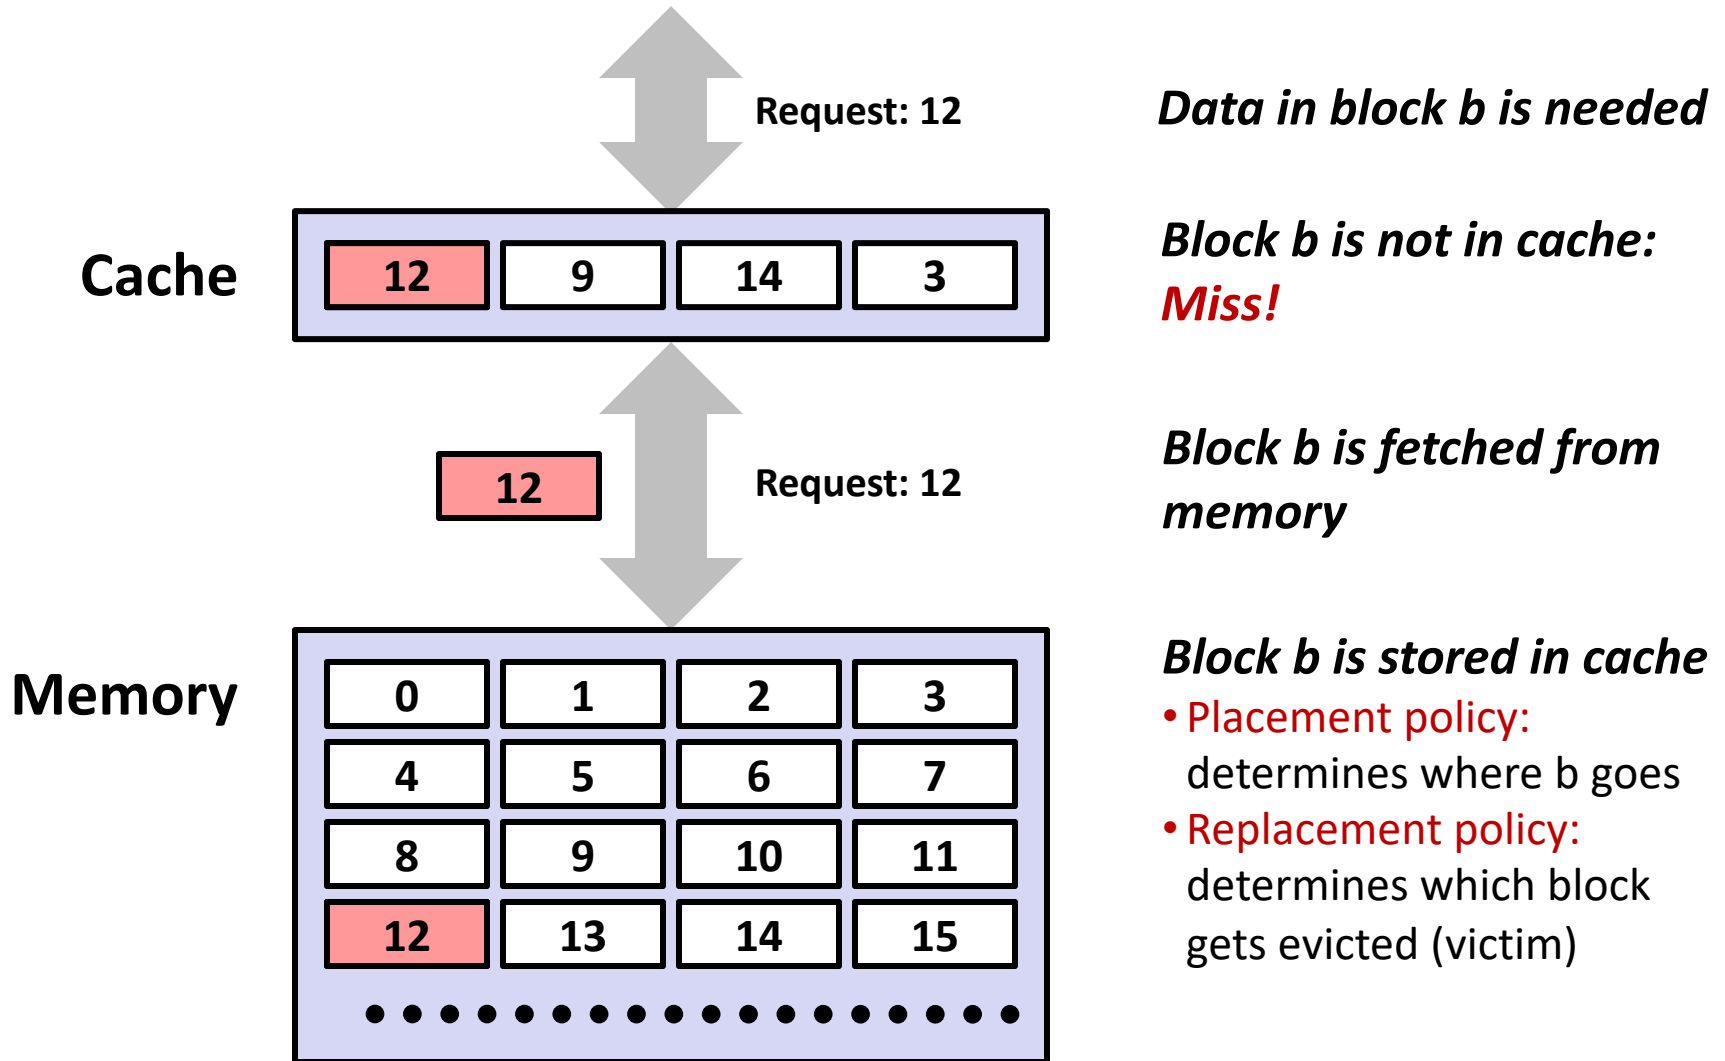 Request: 12
Data in block b is needed
Cache
12 9 14 3
Block b is not in cache:
Miss!
12
Request: 12
Block b is fetched from
memory
Memory
0 1 2 3
4 5 6 7
8 9 10 11
12 13 14 15
Block b is stored in cache
• Placement policy:
determines where b goes
• Replacement policy:
determines which block
gets evicted (victim)